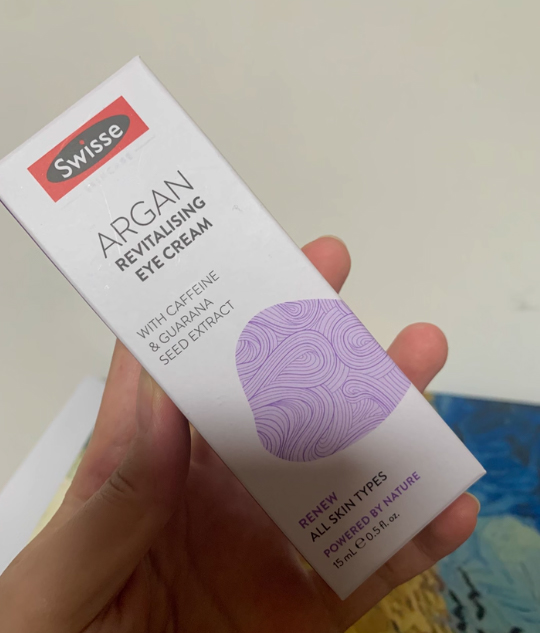 Swisse
SKINCARE
ARGAN
REVITALISING
EYE CREAM
WITH CAFFEINE
& GUARANA
SEED EXTRACT
RENEW
ALL SKIN TYPES
POWERED BY NATURE
15 mL ℮ 0.5 fl. oz.